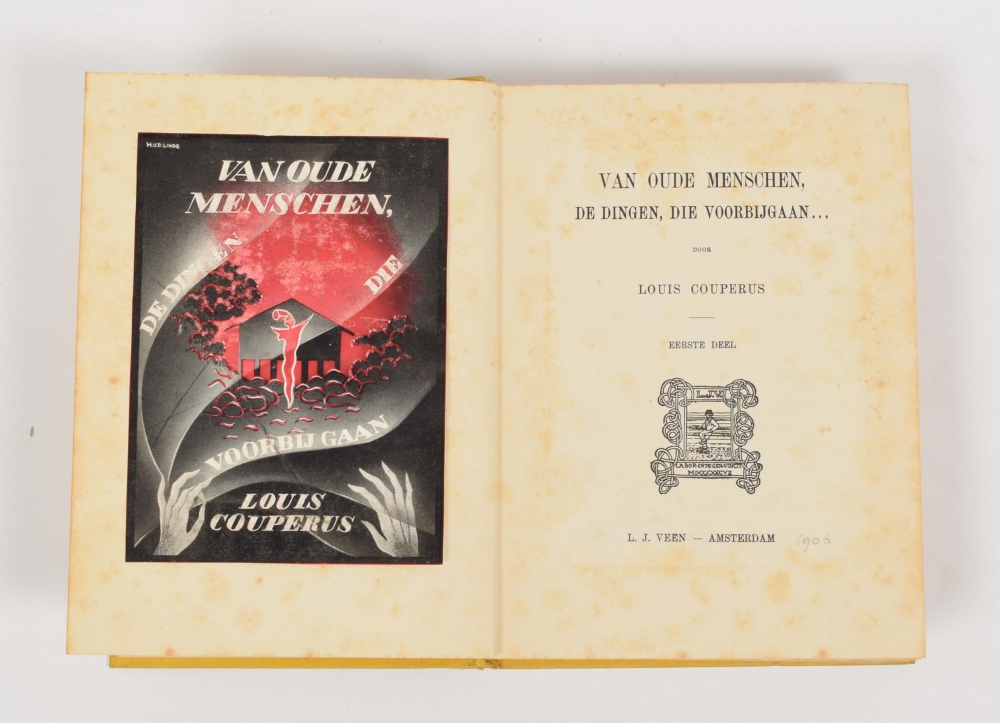 H.V.D. LINDE
VAN OUDE
MENSCHEN,
DE DINGEN
DIE
VOORBIJ GAAN
LOUIS
COUPERUS
VAN OUDE MENSCHEN,
DE DINGEN, DIE VOORBIJGAAN...
DOOR
LOUIS COUPERUS
EERSTE DEEL
L.J.V.
L. J. VEEN — AMSTERDAM
1906